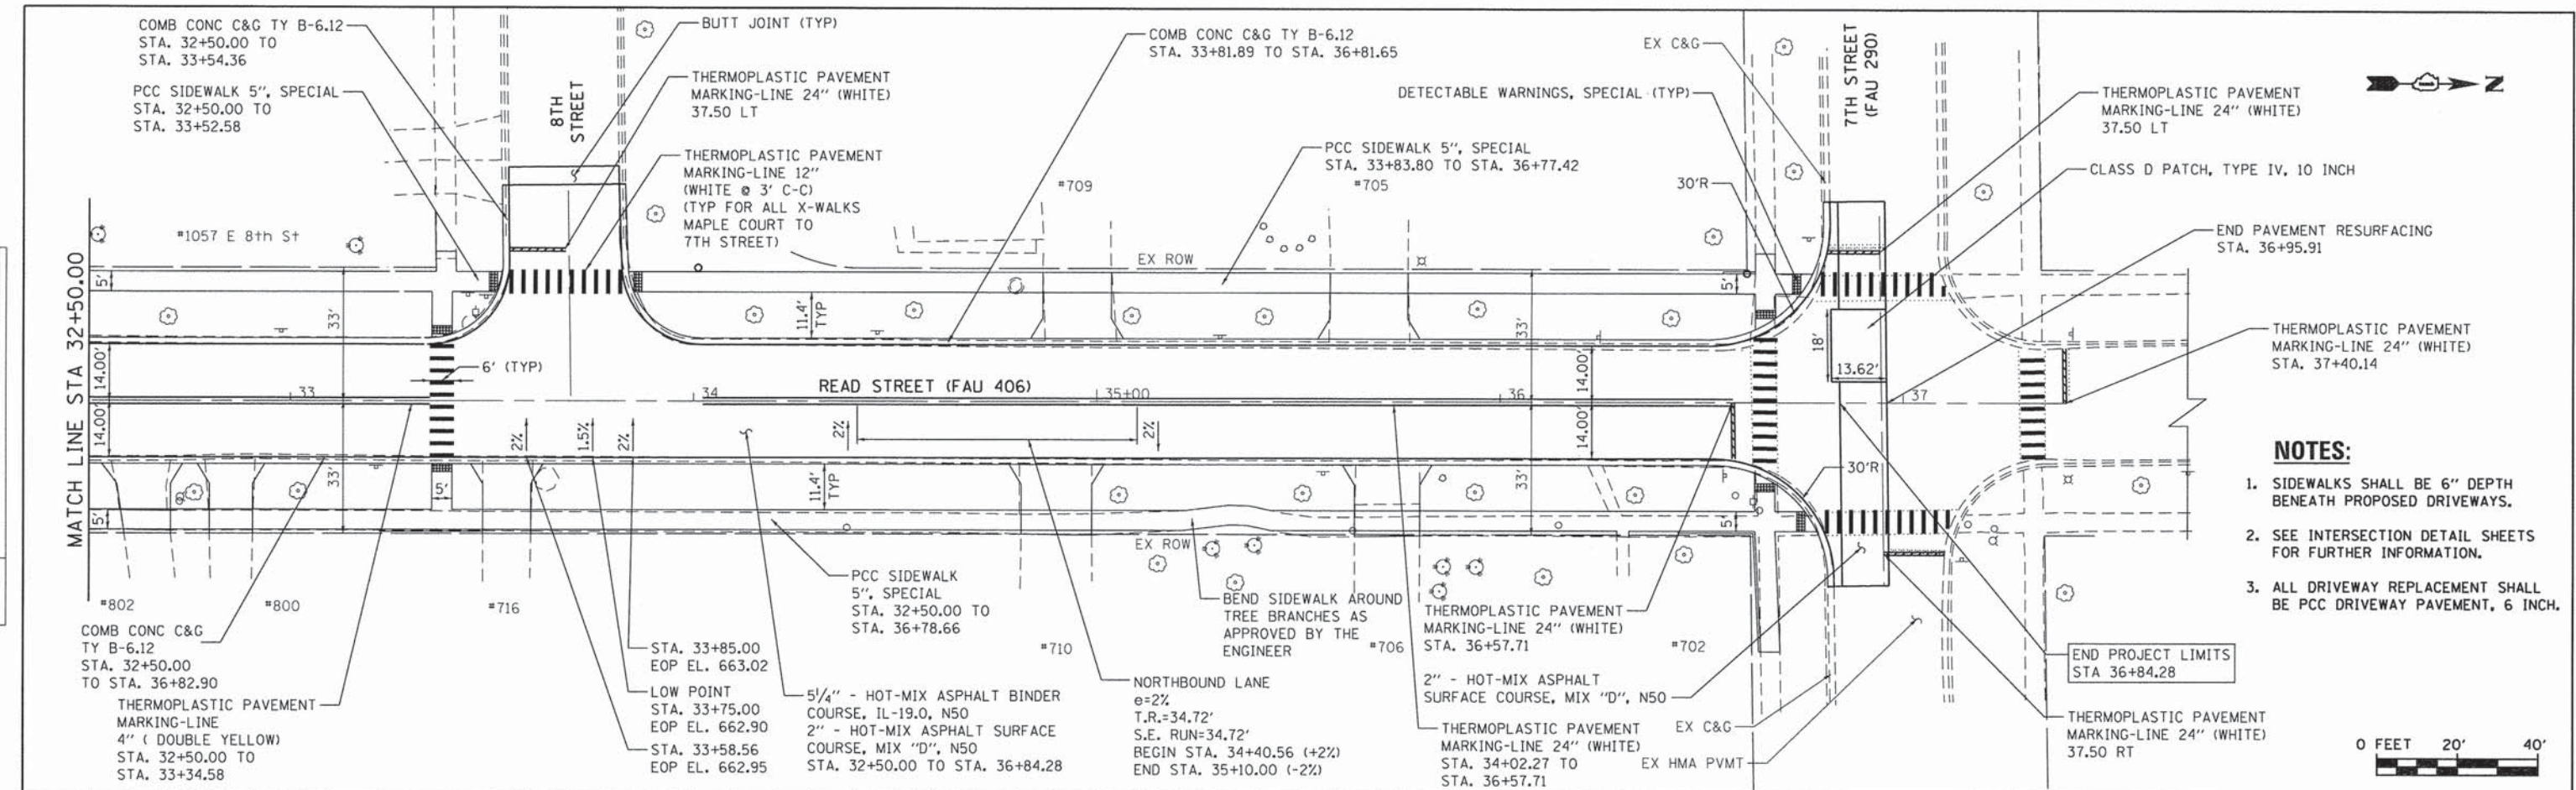 COMB CONC C&G TY B-6.12
STA. 32+50.00 TO
STA. 33+54.36
PCC SIDEWALK 5", SPECIAL
STA. 32+50.00 TO
STA. 33+52.58
8TH
STREET
BUTT JOINT (TYP)
THERMOPLASTIC PAVEMENT
MARKING-LINE 24" (WHITE)
37.50 LT
THERMOPLASTIC PAVEMENT
MARKING-LINE 12"
(WHITE @ 3' C-C)
(TYP FOR ALL X-WALKS
MAPLE COURT TO
7TH STREET)
COMB CONC C&G TY B-6.12
STA. 33+81.89 TO STA. 36+81.65
DETECTABLE WARNINGS, SPECIAL (TYP)
PCC SIDEWALK 5", SPECIAL
STA. 33+83.80 TO STA. 36+77.42
EX C&G
7TH STREET
(FAU 290)
N
THERMOPLASTIC PAVEMENT
MARKING-LINE 24" (WHITE)
37.50 LT
CLASS D PATCH, TYPE IV, 10 INCH
END PAVEMENT RESURFACING
STA. 36+95.91
THERMOPLASTIC PAVEMENT
MARKING-LINE 24" (WHITE)
STA. 37+40.14
#1057 E 8th St
#709
#705
30'R
EX ROW
MATCH LINE STA 32+50.00
5'
33'
11.4'
TYP
33'
5'
14.00'
14.00'
6' (TYP)
33
34
READ STREET (FAU 406)
35+00
36
37
14.00'
14.00'
18'
13.62'
2%
1.5%
2%
2%
2%
5'
33'
5'
11.4'
TYP
33'
5'
30'R
EX ROW
#802
#800
#716
#710
#706
#702
COMB CONC C&G
TY B-6.12
STA. 32+50.00
TO STA. 36+82.90
THERMOPLASTIC PAVEMENT
MARKING-LINE
4" ( DOUBLE YELLOW)
STA. 32+50.00 TO
STA. 33+34.58
STA. 33+85.00
EOP EL. 663.02
LOW POINT
STA. 33+75.00
EOP EL. 662.90
STA. 33+58.56
EOP EL. 662.95
PCC SIDEWALK
5", SPECIAL
STA. 32+50.00 TO
STA. 36+78.66
5¼" - HOT-MIX ASPHALT BINDER
COURSE, IL-19.0, N50
2" - HOT-MIX ASPHALT SURFACE
COURSE, MIX "D", N50
STA. 32+50.00 TO STA. 36+84.28
NORTHBOUND LANE
e=2%
T.R.=34.72'
S.E. RUN=34.72'
BEGIN STA. 34+40.56 (+2%)
END STA. 35+10.00 (-2%)
BEND SIDEWALK AROUND
TREE BRANCHES AS
APPROVED BY THE
ENGINEER
THERMOPLASTIC PAVEMENT
MARKING-LINE 24" (WHITE)
STA. 36+57.71
2" - HOT-MIX ASPHALT
SURFACE COURSE, MIX "D", N50
THERMOPLASTIC PAVEMENT
MARKING-LINE 24" (WHITE)
STA. 34+02.27 TO
STA. 36+57.71
EX C&G
EX HMA PVMT
NOTES:
1. SIDEWALKS SHALL BE 6" DEPTH
BENEATH PROPOSED DRIVEWAYS.
2. SEE INTERSECTION DETAIL SHEETS
FOR FURTHER INFORMATION.
3. ALL DRIVEWAY REPLACEMENT SHALL
BE PCC DRIVEWAY PAVEMENT, 6 INCH.
END PROJECT LIMITS
STA 36+84.28
THERMOPLASTIC PAVEMENT
MARKING-LINE 24" (WHITE)
37.50 RT
0 FEET 20' 40'